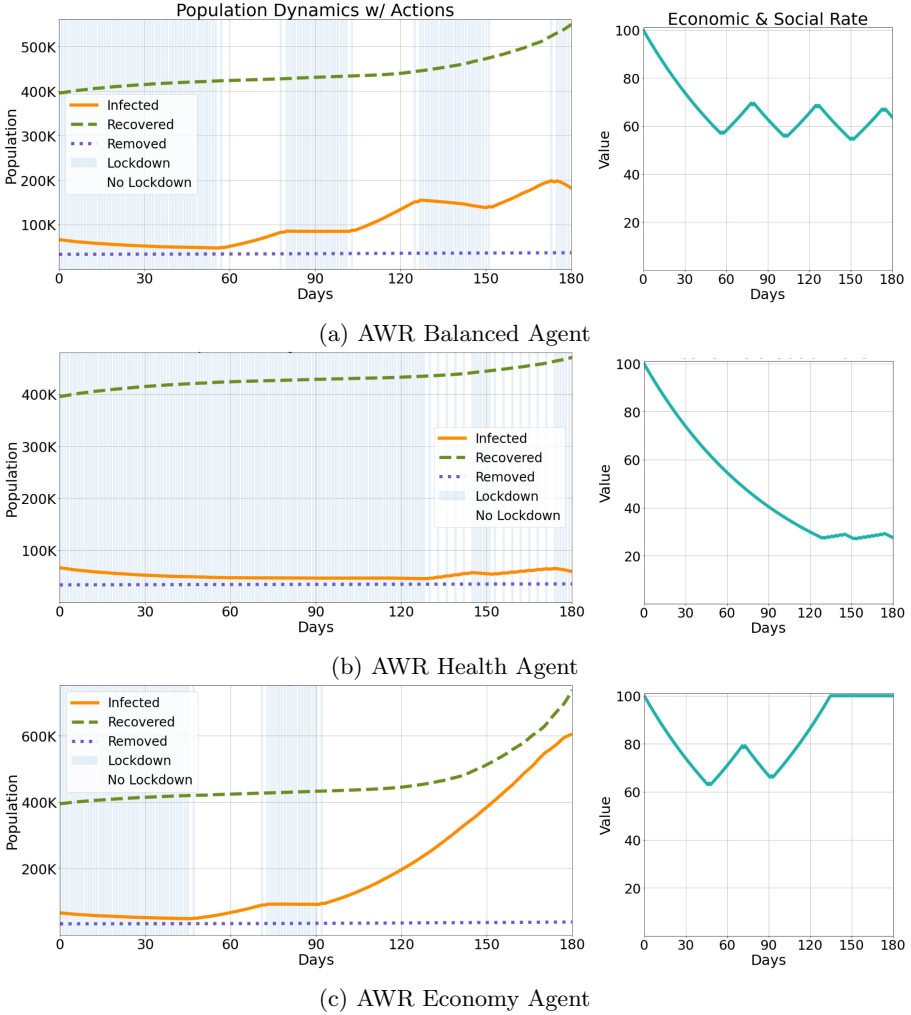 Population Dynamics w/ Actions
Economic & Social Rate
Population
500K
400K
300K
200K
100K
Infected
Recovered
Removed
Lockdown
No Lockdown
0 30 60 90 120 150 180
Days
Value
100
80
60
40
20
0 30 60 90 120 150 180
Days
(a) AWR Balanced Agent
Population
400K
300K
200K
100K
Infected
Recovered
Removed
Lockdown
No Lockdown
0 30 60 90 120 150 180
Days
Value
100
80
60
40
20
0 30 60 90 120 150 180
Days
(b) AWR Health Agent
Population
600K
400K
200K
Infected
Recovered
Removed
Lockdown
No Lockdown
0 30 60 90 120 150 180
Days
Value
100
80
60
40
20
0 30 60 90 120 150 180
Days
(c) AWR Economy Agent